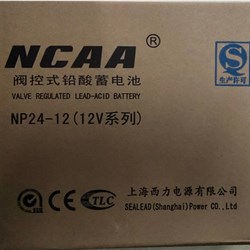 NCAA®
阀控式铅酸蓄电池
VALVE REGULATED LEAD-ACID BATTERY
NP24-12(12V系列)
生产许可
CE TLC
上海西力电源有限公司
SEALEAD(Shanghai)Power CO., LTD